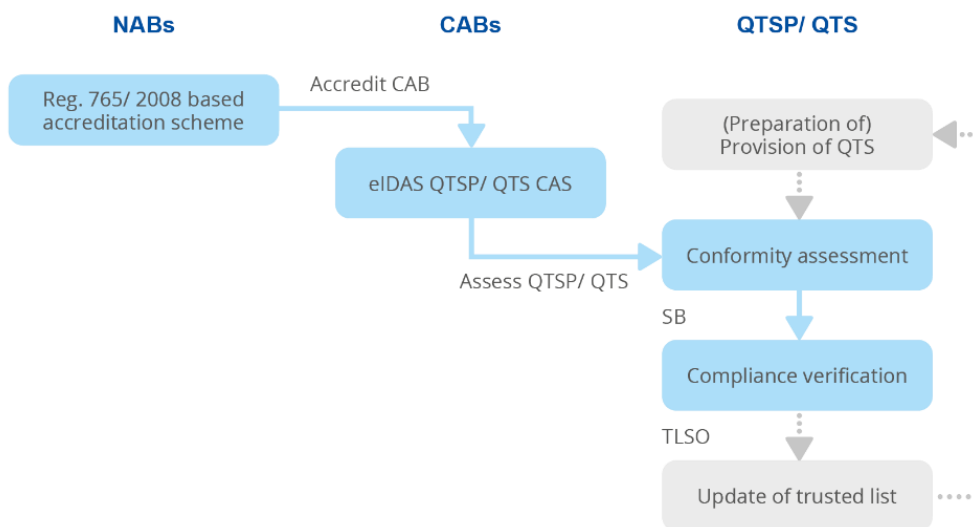 NABs
CABs
QTSP/ QTS
Accredit CAB
Reg. 765/ 2008 based
accreditation scheme
(Preparation of)
Provision of QTS
eIDAS QTSP/ QTS CAS
Conformity assessment
Assess QTSP/ QTS
SB
Compliance verification
TLSO
Update of trusted list